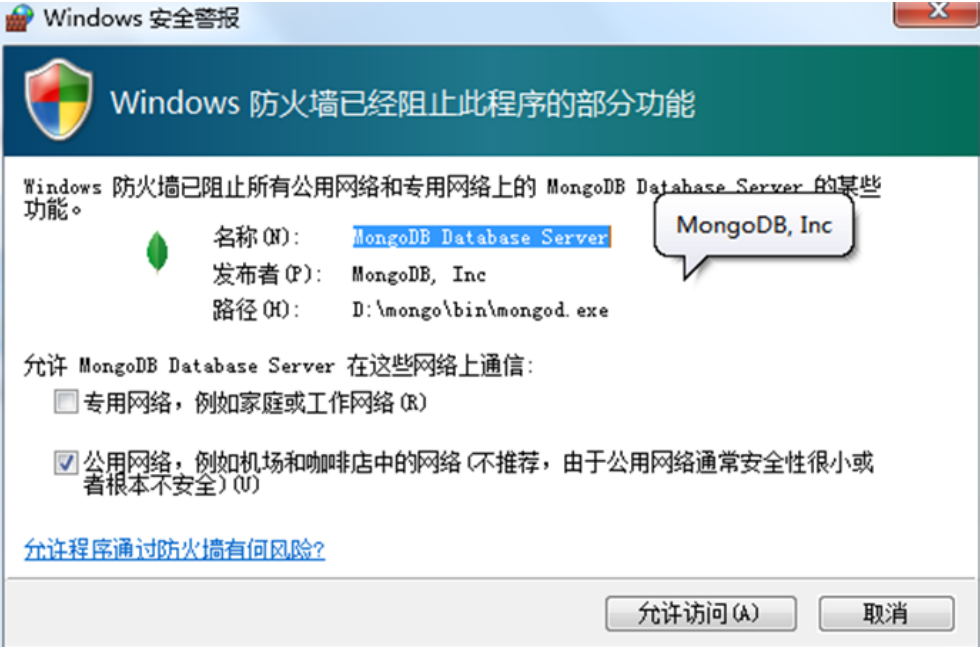 Windows 安全警报
Windows 防火墙已经阻止此程序的部分功能
Windows 防火墙已阻止所有公用网络和专用网络上的 MongoDB Database Server 的某些
功能。
MongoDB, Inc
名称(N): MongoDB Database Server
发布者(P): MongoDB, Inc
路径(H): D:\mongo\bin\mongod.exe
允许 MongoDB Database Server 在这些网络上通信:
专用网络，例如家庭或工作网络(R)
公用网络，例如机场和咖啡店中的网络(不推荐，由于公用网络通常安全性很小或
者根本不安全)(U)
允许程序通过防火墙有何风险?
允许访问(A) 取消